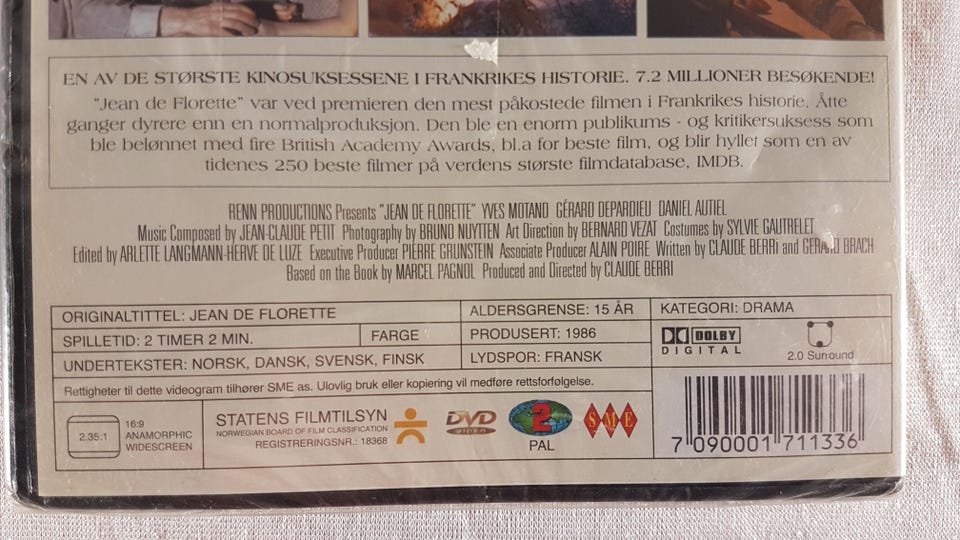 EN AV DE STØRSTE KINOSUKSESSENE I FRANKRIKES HISTORIE. 7.2 MILLIONER BESØKENDE!
"Jean de Florette" var ved premieren den mest påkostede filmen i Frankrikes historie. Åtte
ganger dyrere enn en normalproduksjon. Den ble en enorm publikums - og kritikersuksess som
ble belønnet med fire British Academy Awards, bl.a for beste film, og blir hyllet som en av
tidenes 250 beste filmer på verdens største filmdatabase, IMDB.
RENN PRODUCTIONS Presents "JEAN DE FLORETTE" YVES MOTAND GÉRARD DEPARDIEU DANIEL AUTIEL
Music Composed by JEAN-CLAUDE PETIT Photography by BRUNO NUYTTEN Art Direction by BERNARD VEZAT Costumes by SYLVIE GAUTRELET
Edited by ARLETTE LANGMANN-HERVE DE LUZE Executive Producer PIERRE GRUNSTEIN Associate Producer ALAIN POIRE Written by CLAUDE BERRI and GERARD BRACH
Based on the Book by MARCEL PAGNOL Produced and Directed by CLAUDE BERRI
ORIGINALTITTEL: JEAN DE FLORETTE
ALDERSGRENSE: 15 ÅR
KATEGORI: DRAMA
SPILLETID: 2 TIMER 2 MIN.
FARGE
PRODUSERT: 1986
UNDERTEKSTER: NORSK, DANSK, SVENSK, FINSK
LYDSPOR: FRANSK
DOLBY
DIGITAL
2.0 Surround
Rettigheter til dette videogram tilhører SME as. Ulovlig bruk eller kopiering vil medføre rettsforfølgelse.
2.35:1
16:9
ANAMORPHIC
WIDESCREEN
STATENS FILMTILSYN
NORWEGIAN BOARD OF FILM CLASSIFICATION
REGISTRERINGSNR.: 18368
DVD
VIDEO
2
PAL
SME
7 090001 711336